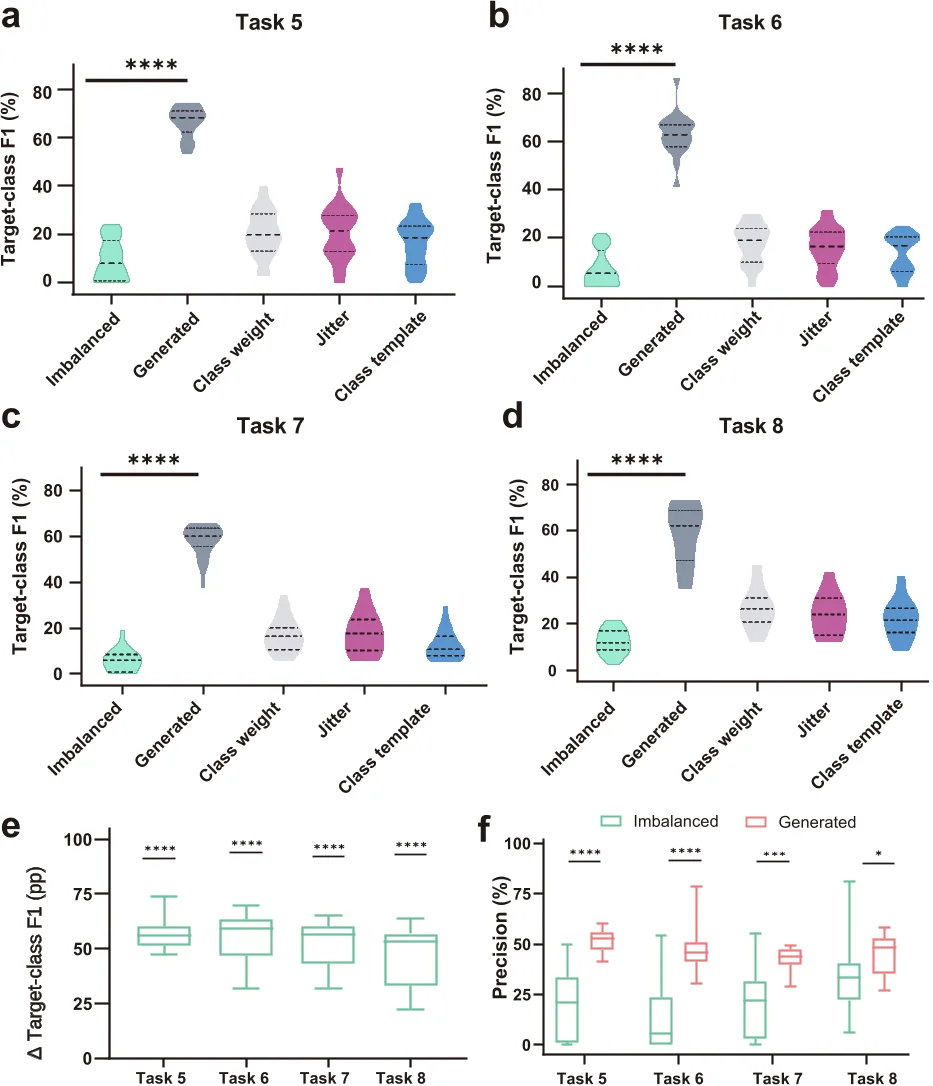 a
Task 5
****
Target-class F1 (%)
80
60
40
20
0
Imbalanced
Generated
Class weight
Jitter
Class template
b
Task 6
****
Target-class F1 (%)
80
60
40
20
0
Imbalanced
Generated
Class weight
Jitter
Class template
c
Task 7
****
Target-class F1 (%)
80
60
40
20
0
Imbalanced
Generated
Class weight
Jitter
Class template
d
Task 8
****
Target-class F1 (%)
80
60
40
20
0
Imbalanced
Generated
Class weight
Jitter
Class template
e
Δ Target-class F1 (pp)
100
75
50
25
0
****
****
****
****
Task 5
Task 6
Task 7
Task 8
f
Imbalanced
Generated
Precision (%)
100
75
50
25
0
****
****
***
*
Task 5
Task 6
Task 7
Task 8